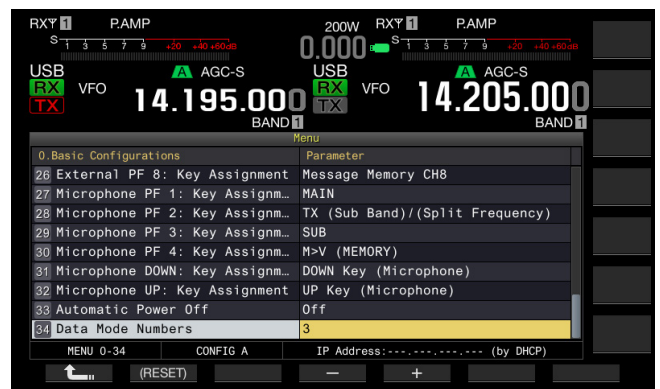 RX 1 P.AMP 200W RX 1 P.AMP
S 1 3 5 7 9 +20 +40 +60dB 0.000 S 1 3 5 7 9 +20 +40 +60dB
USB A AGC-S USB A AGC-S
RX VFO RX VFO
TX 14.195.000 TX 14.205.000
BAND 1 BAND 1
Menu
0.Basic Configurations Parameter
26 External PF 8: Key Assignment Message Memory CH8
27 Microphone PF 1: Key Assignm… MAIN
28 Microphone PF 2: Key Assignm… TX (Sub Band)/(Split Frequency)
29 Microphone PF 3: Key Assignm… SUB
30 Microphone PF 4: Key Assignm… M>V (MEMORY)
31 Microphone DOWN: Key Assignm… DOWN Key (Microphone)
32 Microphone UP: Key Assignment UP Key (Microphone)
33 Automatic Power Off Off
34 Data Mode Numbers 3
MENU 0-34 CONFIG A IP Address:---.---.---.--- (by DHCP)
(RESET) − +